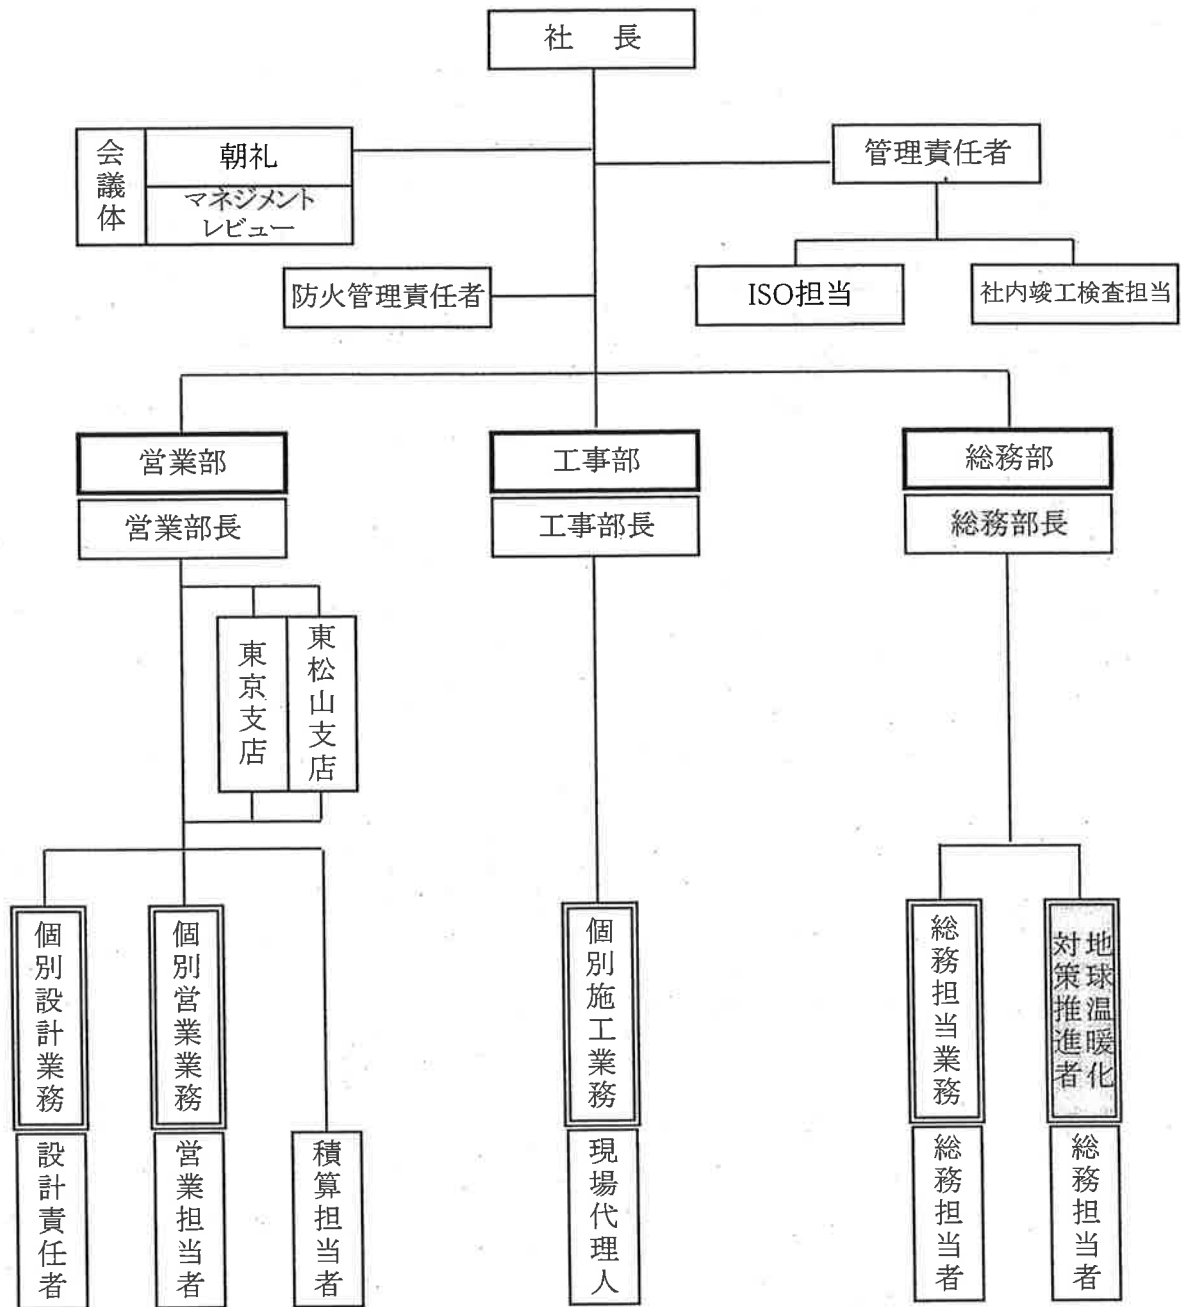 社 長
会議体
朝礼
マネジメント
レビュー
管理責任者
防火管理責任者
ISO担当
社内竣工検査担当
営業部
営業部長
工事部
工事部長
総務部
総務部長
東京支店
東松山支店
個別設計業務
設計責任者
個別営業業務
営業担当者
積算担当者
個別施工業務
現場代理人
総務担当業務
総務担当者
地球温暖化
対策推進者
総務担当者